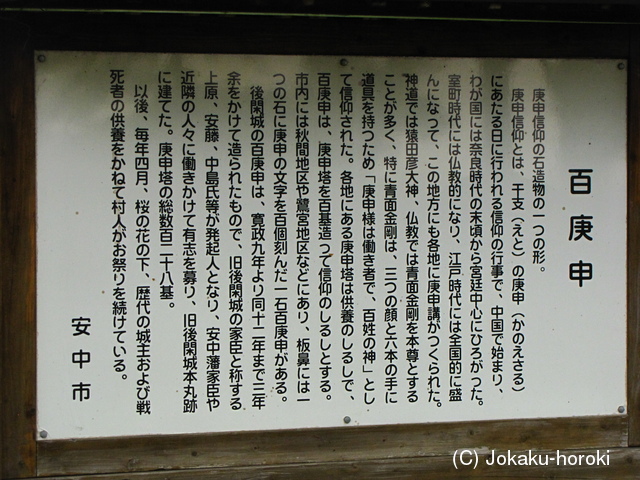 百庚申
庚申信仰の石造物の一つの形。
庚申信仰とは、干支（えと）の庚申（かのえさる）
にあたる日に行われる信仰の行事で、中国で始まり、
わが国には奈良時代の末頃から宮廷中心にひろがった。
室町時代には仏教的になり、江戸時代には全国的に盛
んになって、この地方にも各地に庚申講がつくられた。
神道では猿田彦大神、仏教では青面金剛を本尊とする
ことが多く、特に青面金剛は、三つの顔と六本の手に
道具を持つため「庚申様は働き者で、百姓の神」とし
て信仰された。各地にある庚申塔は供養のしるしで、
百庚申は、庚申塔を百基造って信仰のしるしとする。
市内には秋間地区や鷺宮地区などにあり、板鼻には一
つの石に庚申の文字を百個刻んだ一石百庚申がある。
後閑城の百庚申は、寛政九年より同十二年まで三年
余をかけて造られたもので、旧後閑城の家臣と称する
上原、安藤、中島氏等が発起人となり、安中藩家臣や
近隣の人々に働きかけて有志を募り、旧後閑城本丸跡
に建てた。庚申塔の総数百二十八基。
以後、毎年四月、桜の花の下、歴代の城主および戦
死者の供養をかねて村人がお祭りを続けている。
安中市
(C) Jokaku-horoki